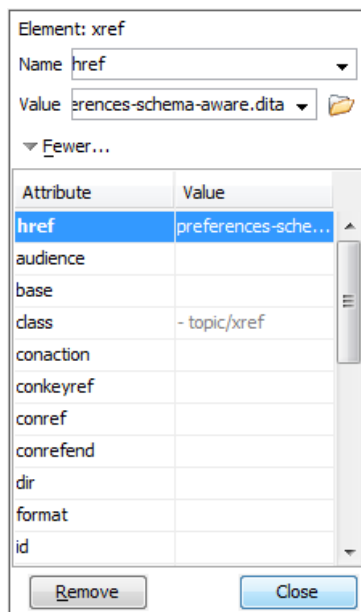 Element: xref
Name href
Value erences-schema-aware.dita
Fewer...
Attribute Value
href preferences-sche...
audience
base
class - topic/xref
conaction
conkeyref
conref
conrefend
dir
format
id
Remove Close